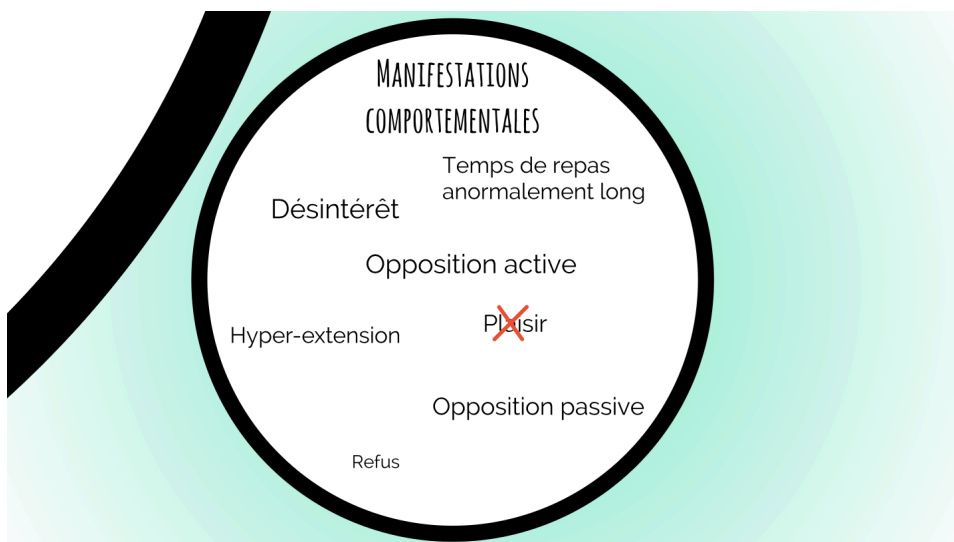 Manifestations
comportementales
Temps de repas
anormalement long
Désintérêt
Opposition active
Plaisir
Hyper-extension
Opposition passive
Refus